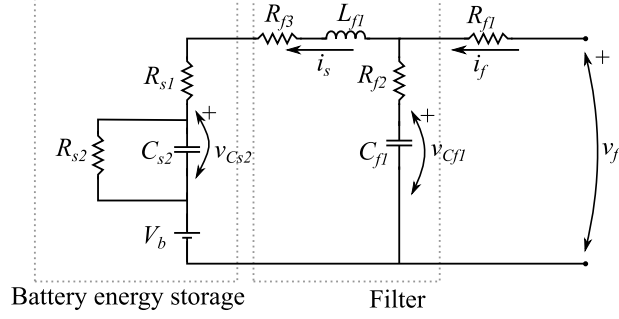 R_f3
L_f1
R_f1
i_s
i_f
R_s1
R_f2
+
+
+
R_s2
C_s2
v_Cs2
C_f1
v_Cf1
v_f
V_b
Battery energy storage
Filter